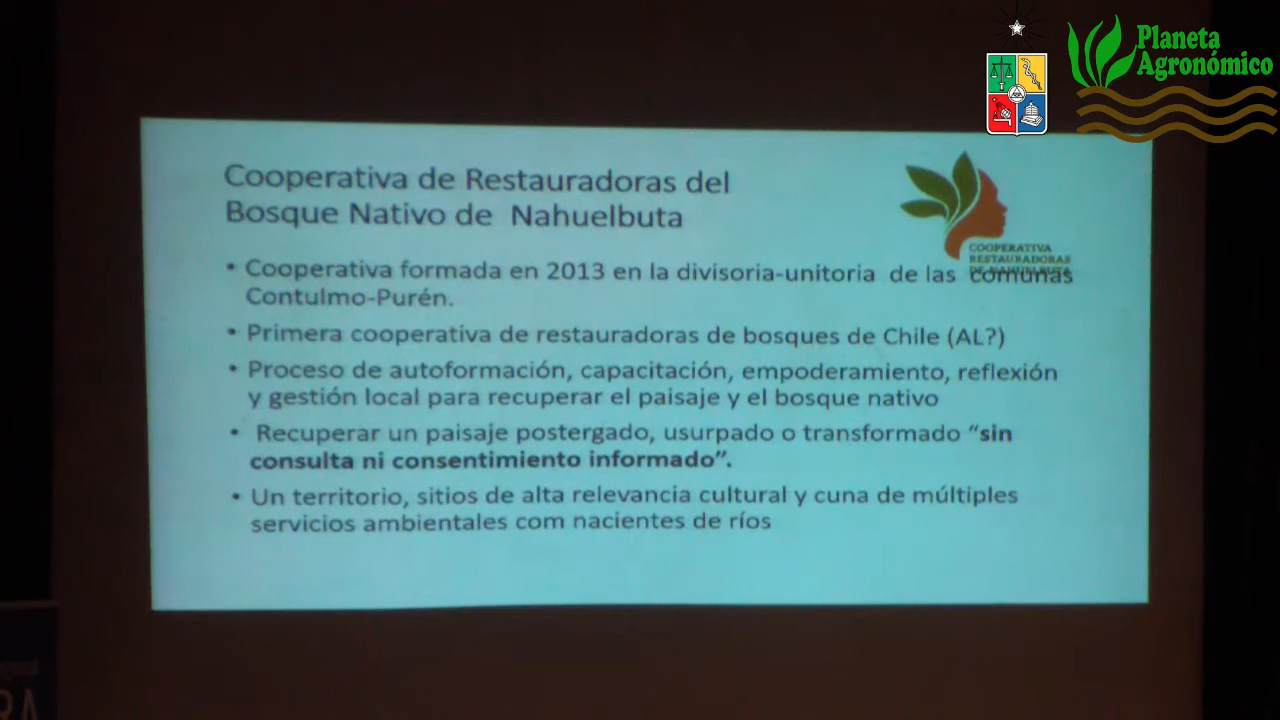 Planeta
Agronómico
Cooperativa de Restauradoras del
Bosque Nativo de Nahuelbuta
COOPERATIVA
RESTAURADORAS
DE NAHUELBUTA
• Cooperativa formada en 2013 en la divisoria-unitoria de las comunas
Contulmo-Purén.
• Primera cooperativa de restauradoras de bosques de Chile (AL?)
• Proceso de autoformación, capacitación, empoderamiento, reflexión
y gestión local para recuperar el paisaje y el bosque nativo
• Recuperar un paisaje postergado, usurpado o transformado “sin
consulta ni consentimiento informado”.
• Un territorio, sitios de alta relevancia cultural y cuna de múltiples
servicios ambientales com nacientes de ríos
RA